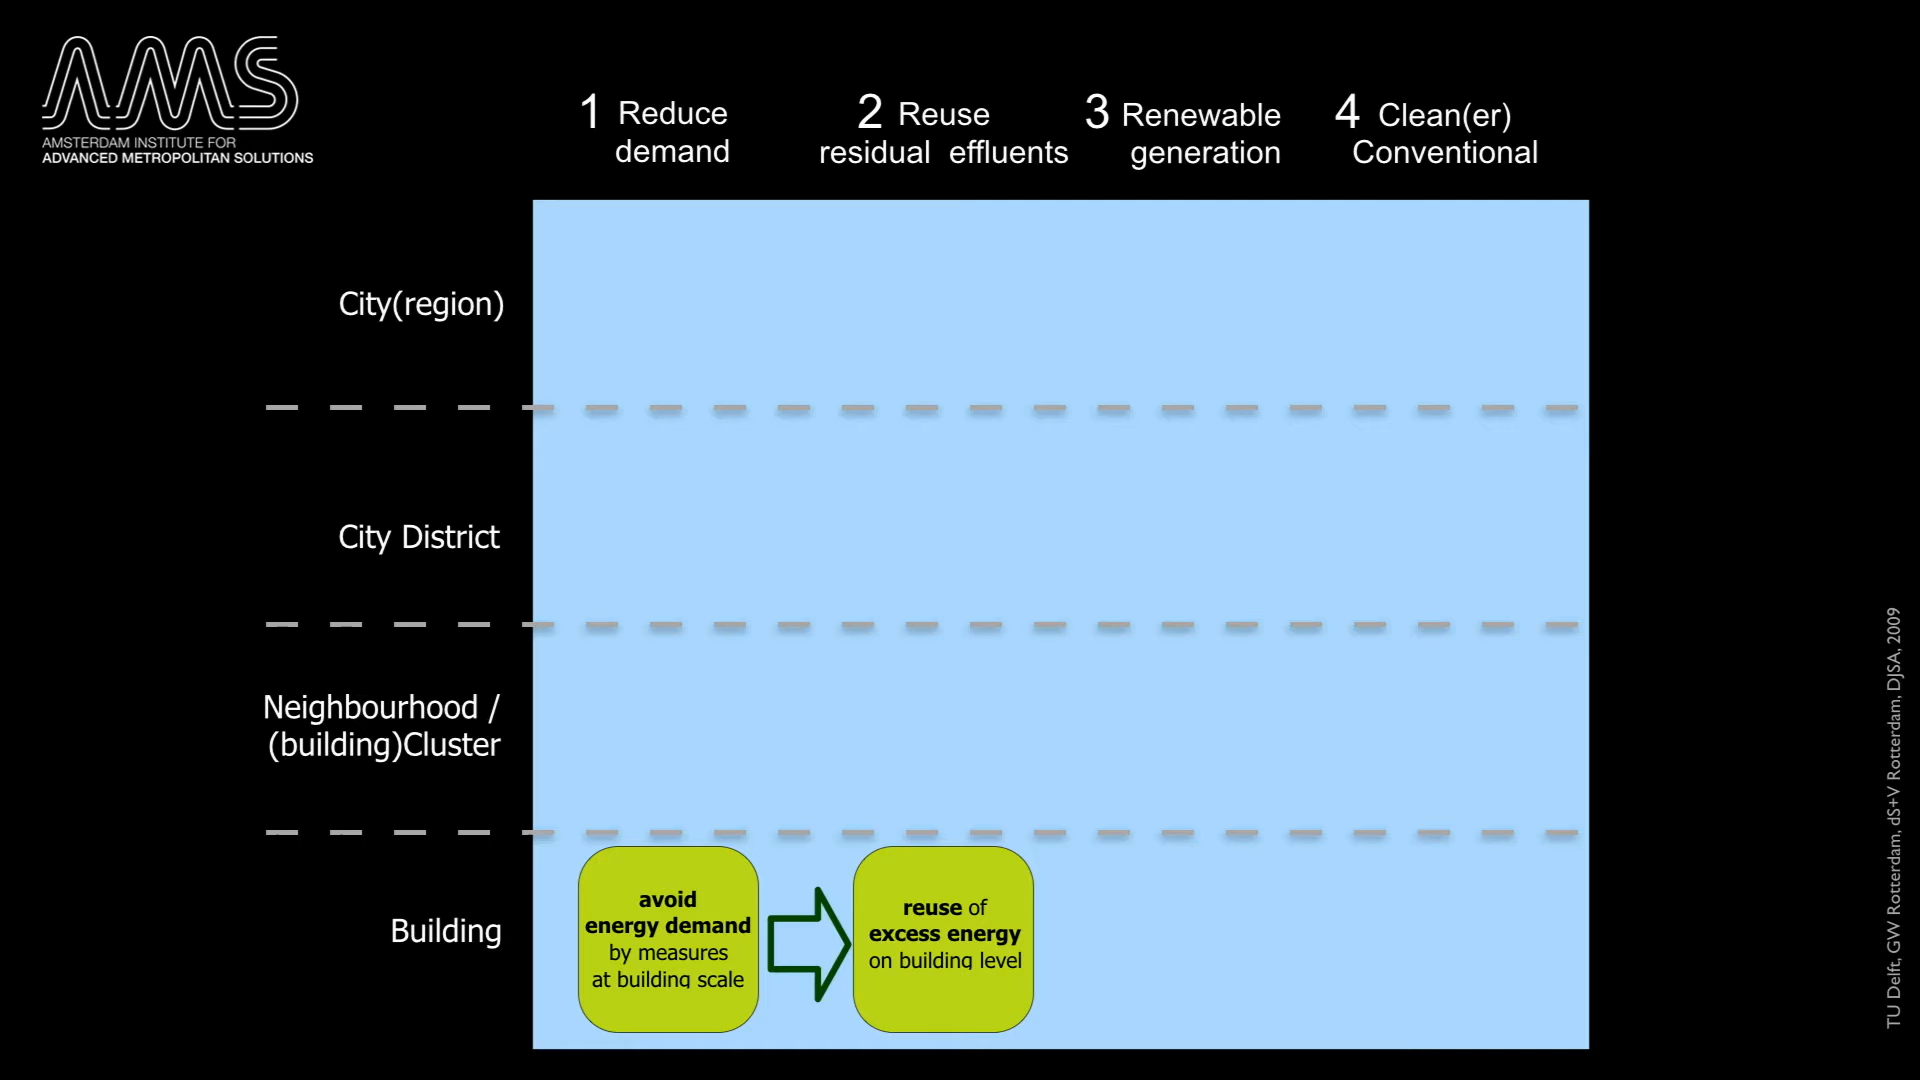 AMS
AMSTERDAM INSTITUTE FOR
ADVANCED METROPOLITAN SOLUTIONS
1 Reduce
demand
2 Reuse
residual effluents
3 Renewable
generation
4 Clean(er)
Conventional
City(region)
City District
Neighbourhood /
(building)Cluster
Building
avoid
energy demand
by measures
at building scale
reuse of
excess energy
on building level
TU Delft, GW Rotterdam, dS+V Rotterdam, DJSA, 2009